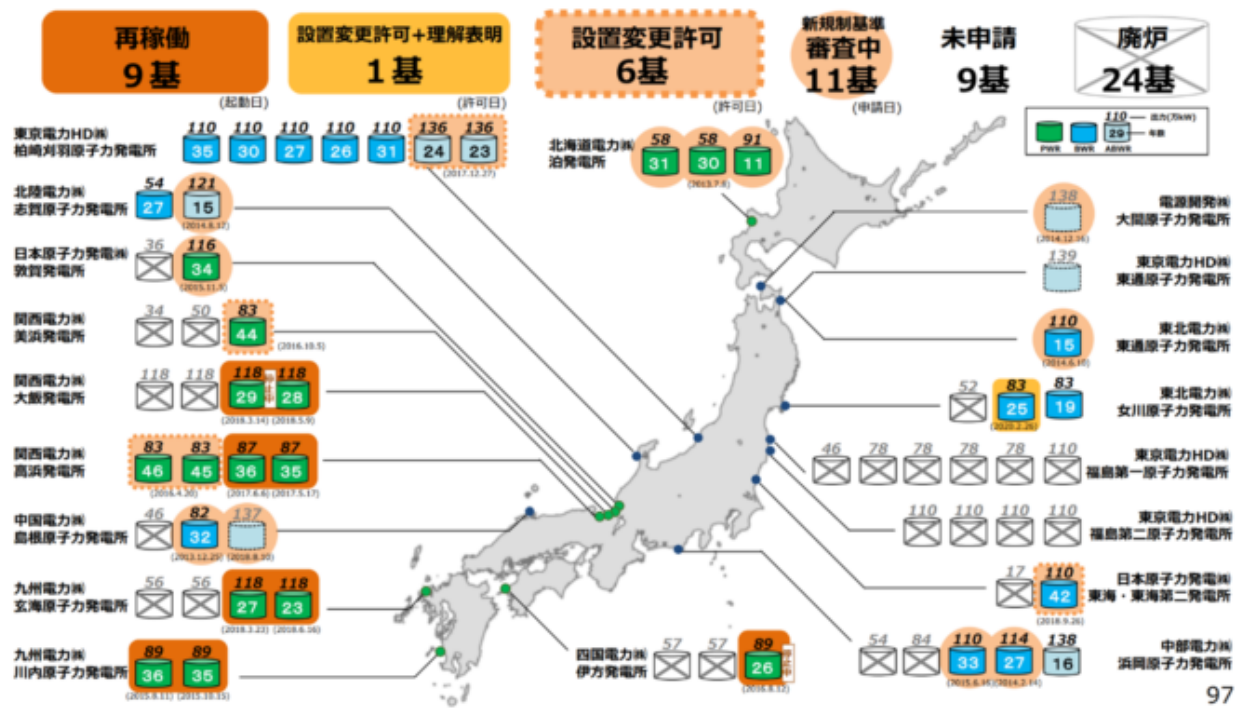 再稼働
9基
(起動日)
設置変更許可+理解表明
1基
(許可日)
設置変更許可
6基
(許可日)
新規制基準
審査中
11基
(申請日)
未申請
9基
廃炉
24基
110 出力(万kW)
29 年数
PWR BWR ABWR
東京電力HD㈱
柏崎刈羽原子力発電所
110 110 110 110 110 136 136
35 30 27 26 31 24 23
(2017.12.27)
北海道電力㈱
泊発電所
58 58 91
31 30 11
(2013.7.8)
北陸電力㈱
志賀原子力発電所
54 121
27 15
(2014.8.12)
日本原子力発電㈱
敦賀発電所
36 116
34
(2015.11.5)
関西電力㈱
美浜発電所
34 50 83
44
(2016.10.5)
関西電力㈱
大飯発電所
118 118 118 118
29 28
(2018.3.14) (2018.5.9)
関西電力㈱
高浜発電所
83 83 87 87
46 45 36 35
(2016.4.20) (2017.6.6) (2017.5.17)
中国電力㈱
島根原子力発電所
46 82 137
32
(2013.12.25) (2018.8.10)
九州電力㈱
玄海原子力発電所
56 56 118 118
27 23
(2018.3.23) (2018.6.16)
九州電力㈱
川内原子力発電所
89 89
36 35
(2015.8.11) (2015.10.15)
四国電力㈱
伊方発電所
57 57 89
26
(2016.8.12)
電源開発㈱
大間原子力発電所
138
(2014.12.16)
東京電力HD㈱
東通原子力発電所
139
東北電力㈱
東通原子力発電所
110
15
(2014.6.10)
東北電力㈱
女川原子力発電所
52 83 83
25 19
(2020.2.26)
東京電力HD㈱
福島第一原子力発電所
46 78 78 78 78 110
東京電力HD㈱
福島第二原子力発電所
110 110 110 110
日本原子力発電㈱
東海・東海第二発電所
17 110
42
(2018.9.26)
中部電力㈱
浜岡原子力発電所
54 84 110 114 138
33 27 16
(2015.6.16) (2014.2.14)
97